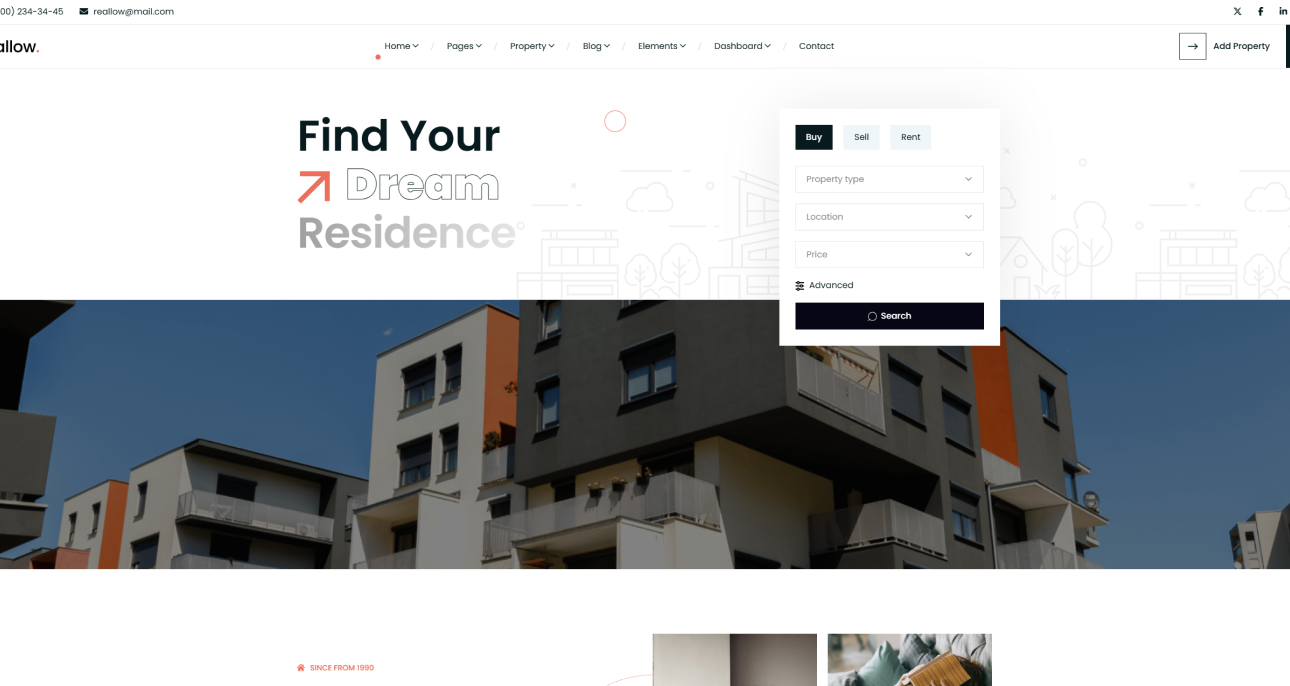 00) 234-34-45 reallow@mail.com
allow.
Home / Pages / Property / Blog / Elements / Dashboard / Contact
Add Property
Find Your
Dream
Residence
Buy Sell Rent
Property type
Location
Price
Advanced
Search
SINCE FROM 1990